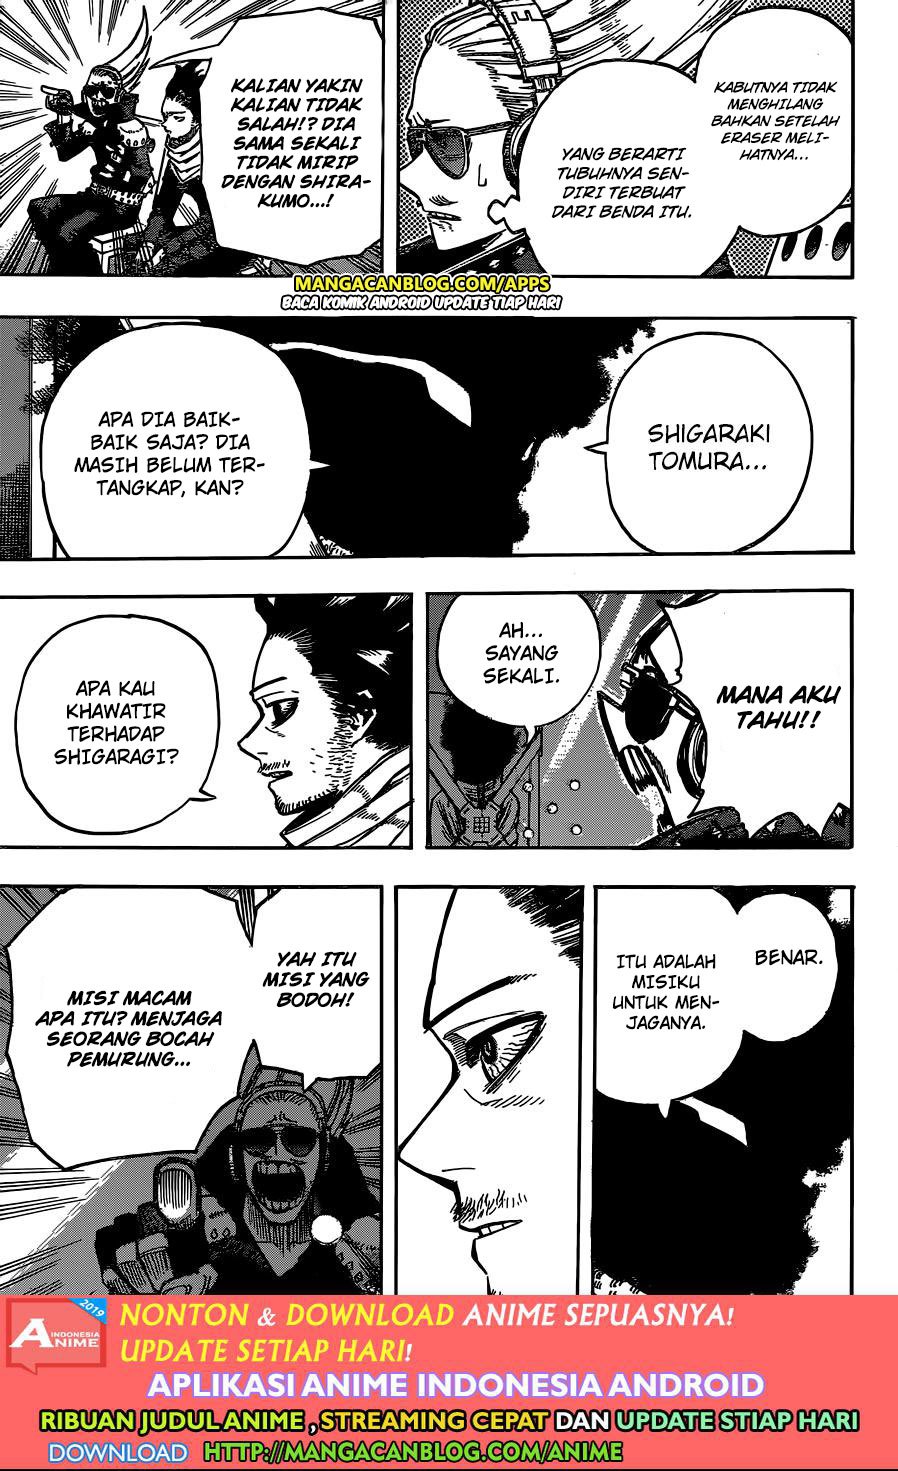 KABUTNYA TIDAK
MENGHILANG
BAHKAN SETELAH
ERASER MELI-
HATNYA...
YANG BERARTI
TUBUHNYA SEN-
DIRI TERBUAT
DARI BENDA ITU.
KALIAN YAKIN
KALIAN TIDAK
SALAH!? DIA
SAMA SEKALI
TIDAK MIRIP
DENGAN SHIRA-
KUMO...!
MANGACANBLOG.COM/APPS
BACA KOMIK ANDROID UPDATE TIAP HARI
SHIGARAKI
TOMURA...
APA DIA BAIK-
BAIK SAJA? DIA
MASIH BELUM TER-
TANGKAP, KAN?
MANA AKU
TAHU!!
AH...
SAYANG
SEKALI.
APA KAU
KHAWATIR
TERHADAP
SHIGARAGI?
BENAR.
ITU ADALAH
MISIKU
UNTUK MEN-
JAGANYA.
YAH ITU
MISI YANG
BODOH!
MISI MACAM
APA ITU? MENJAGA
SEORANG BOCAH
PEMURUNG...
2019
INDONESIA
ANIME
NONTON & DOWNLOAD ANIME SEPUASNYA!
UPDATE SETIAP HARI!
APLIKASI ANIME INDONESIA ANDROID
RIBUAN JUDUL ANIME , STREAMING CEPAT DAN UPDATE STIAP HARI
DOWNLOAD HTTP://MANGACANBLOG.COM/ANIME